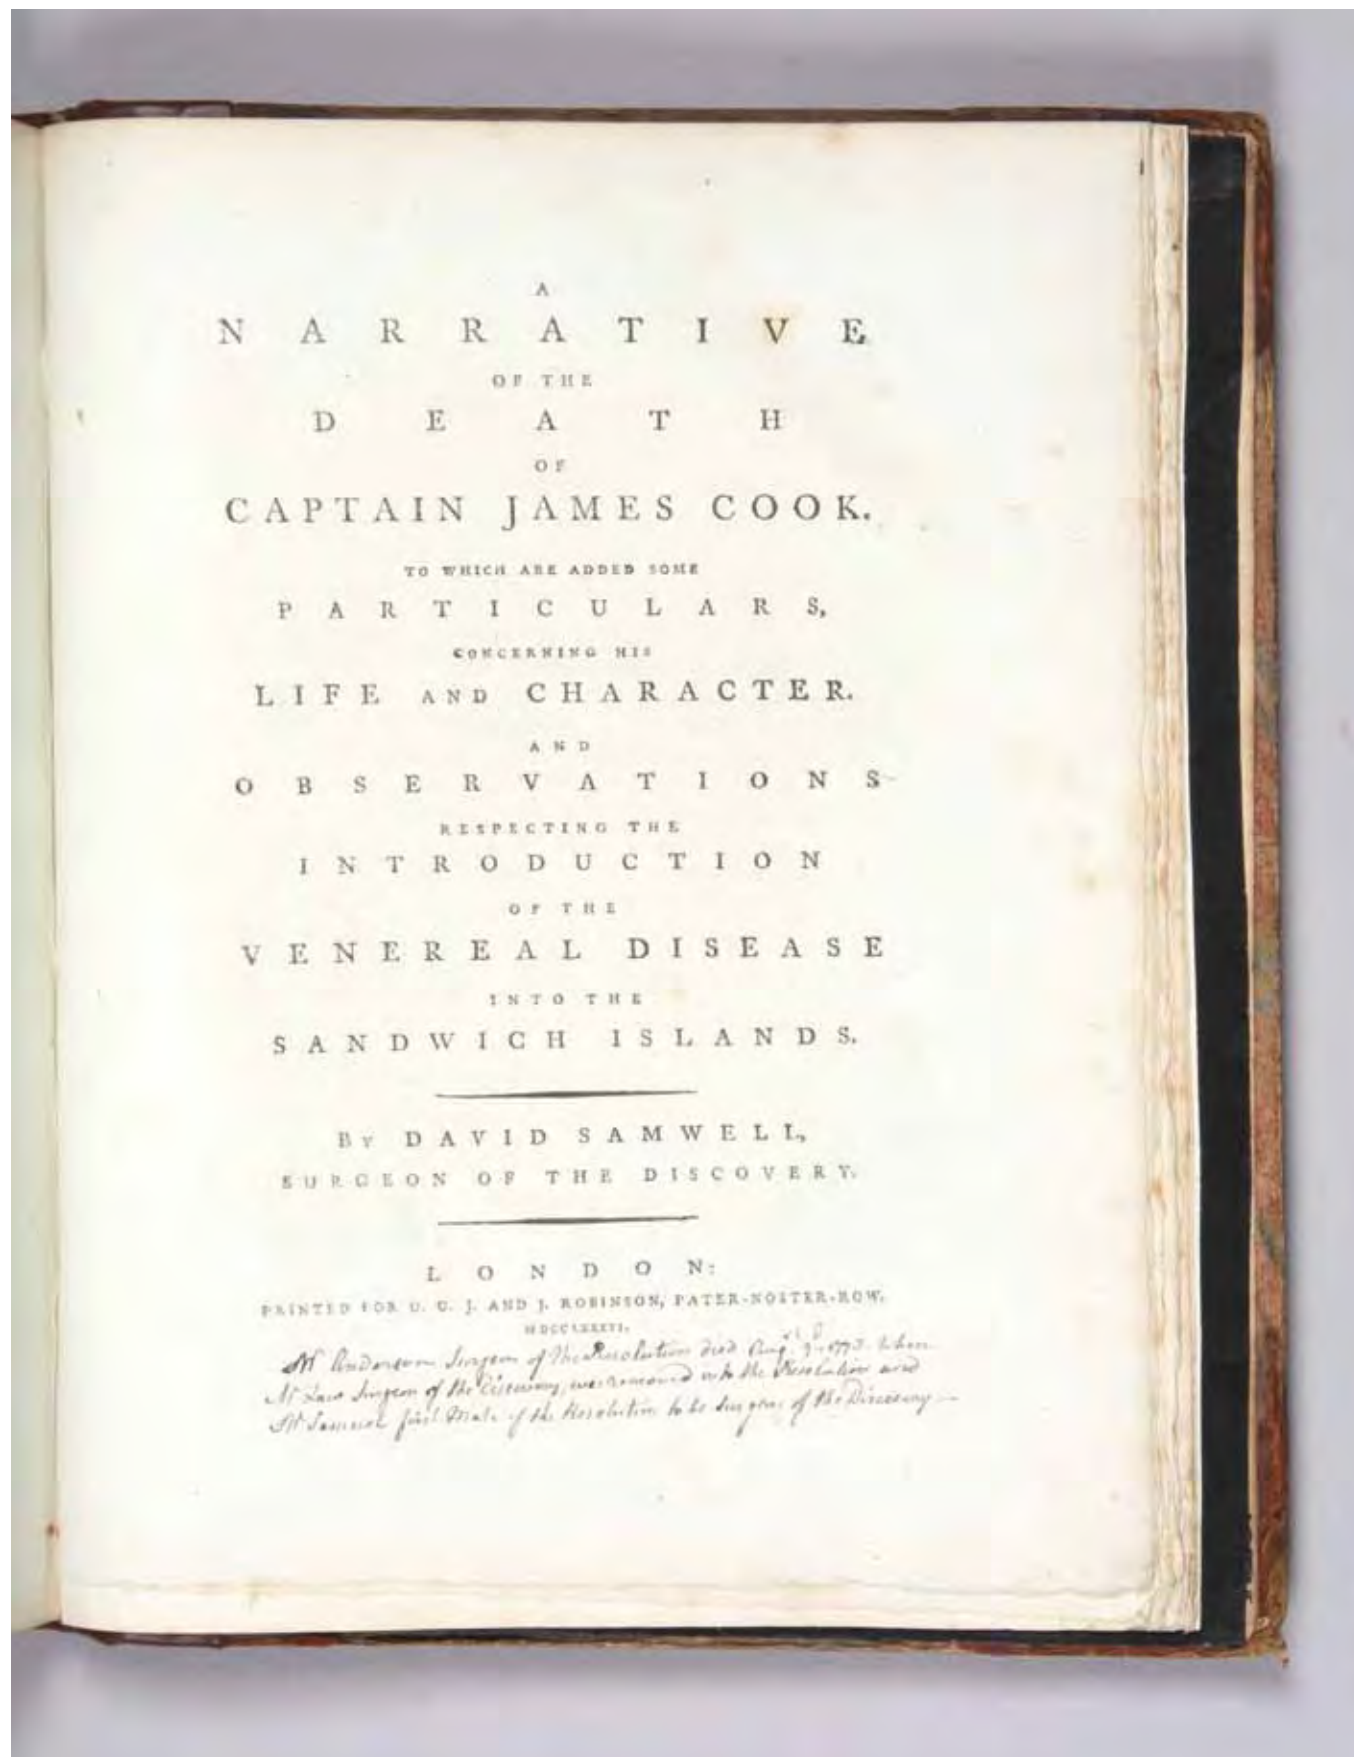 A
NARRATIVE
OF THE
DEATH
OF
CAPTAIN JAMES COOK.
TO WHICH ARE ADDED SOME
PARTICULARS,
CONCERNING HIS
LIFE AND CHARACTER.
AND
OBSERVATIONS
RESPECTING THE
INTRODUCTION
OF THE
VENEREAL DISEASE
INTO THE
SANDWICH ISLANDS.
BY DAVID SAMWELL,
SURGEON OF THE DISCOVERY.
LONDON:
PRINTED FOR G. G. J. AND J. ROBINSON, PATER-NOSTER-ROW.
MDCCLXXXVI.
Mr Anderson Surgeon of the Resolution died Augt 3d when
Mr Law Surgeon of the Discovery, was removed into the Resolution and
Mr Samwel first Mate of the Resolution to be Surgeon of the Discovery